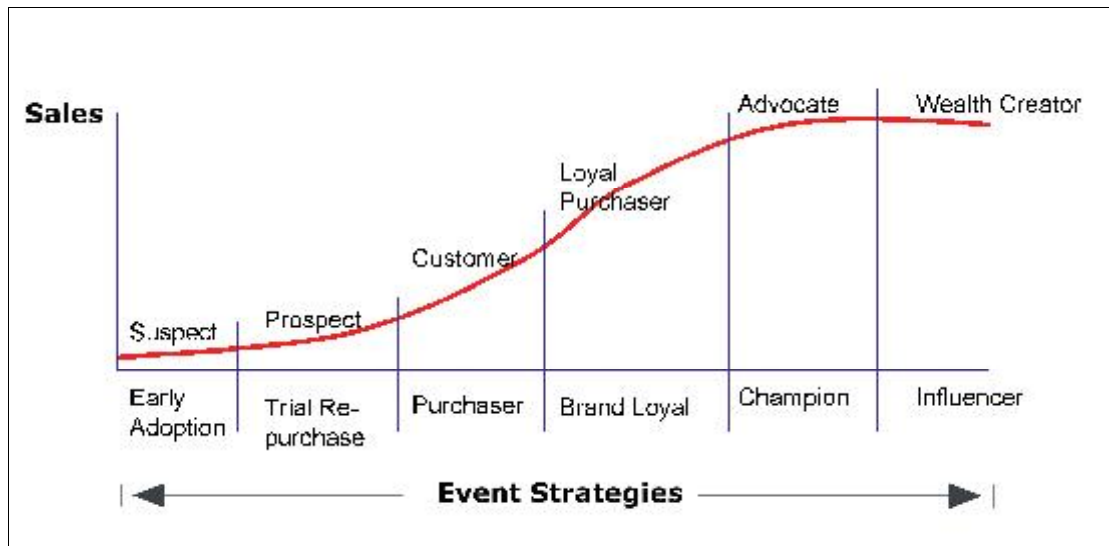 Sales
Advocate
Wealth Creator
Loyal
Purchaser
Customer
Prospect
Suspect
Early
Adoption
Trial Re-
purchase
Purchaser
Brand Loyal
Champion
Influencer
Event Strategies